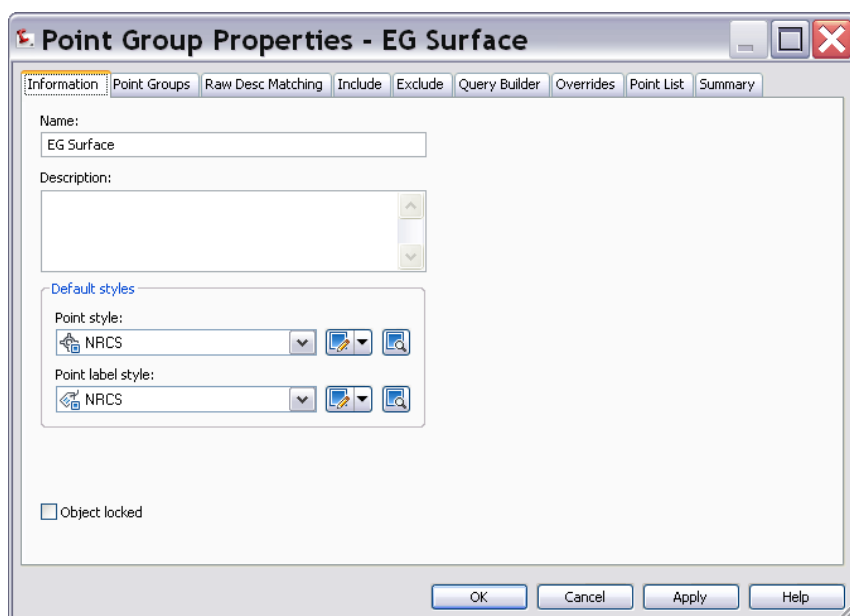 Point Group Properties - EG Surface
Information Point Groups Raw Desc Matching Include Exclude Query Builder Overrides Point List Summary
Name:
EG Surface
Description:
Default styles
Point style:
NRCS
Point label style:
NRCS
Object locked
OK Cancel Apply Help